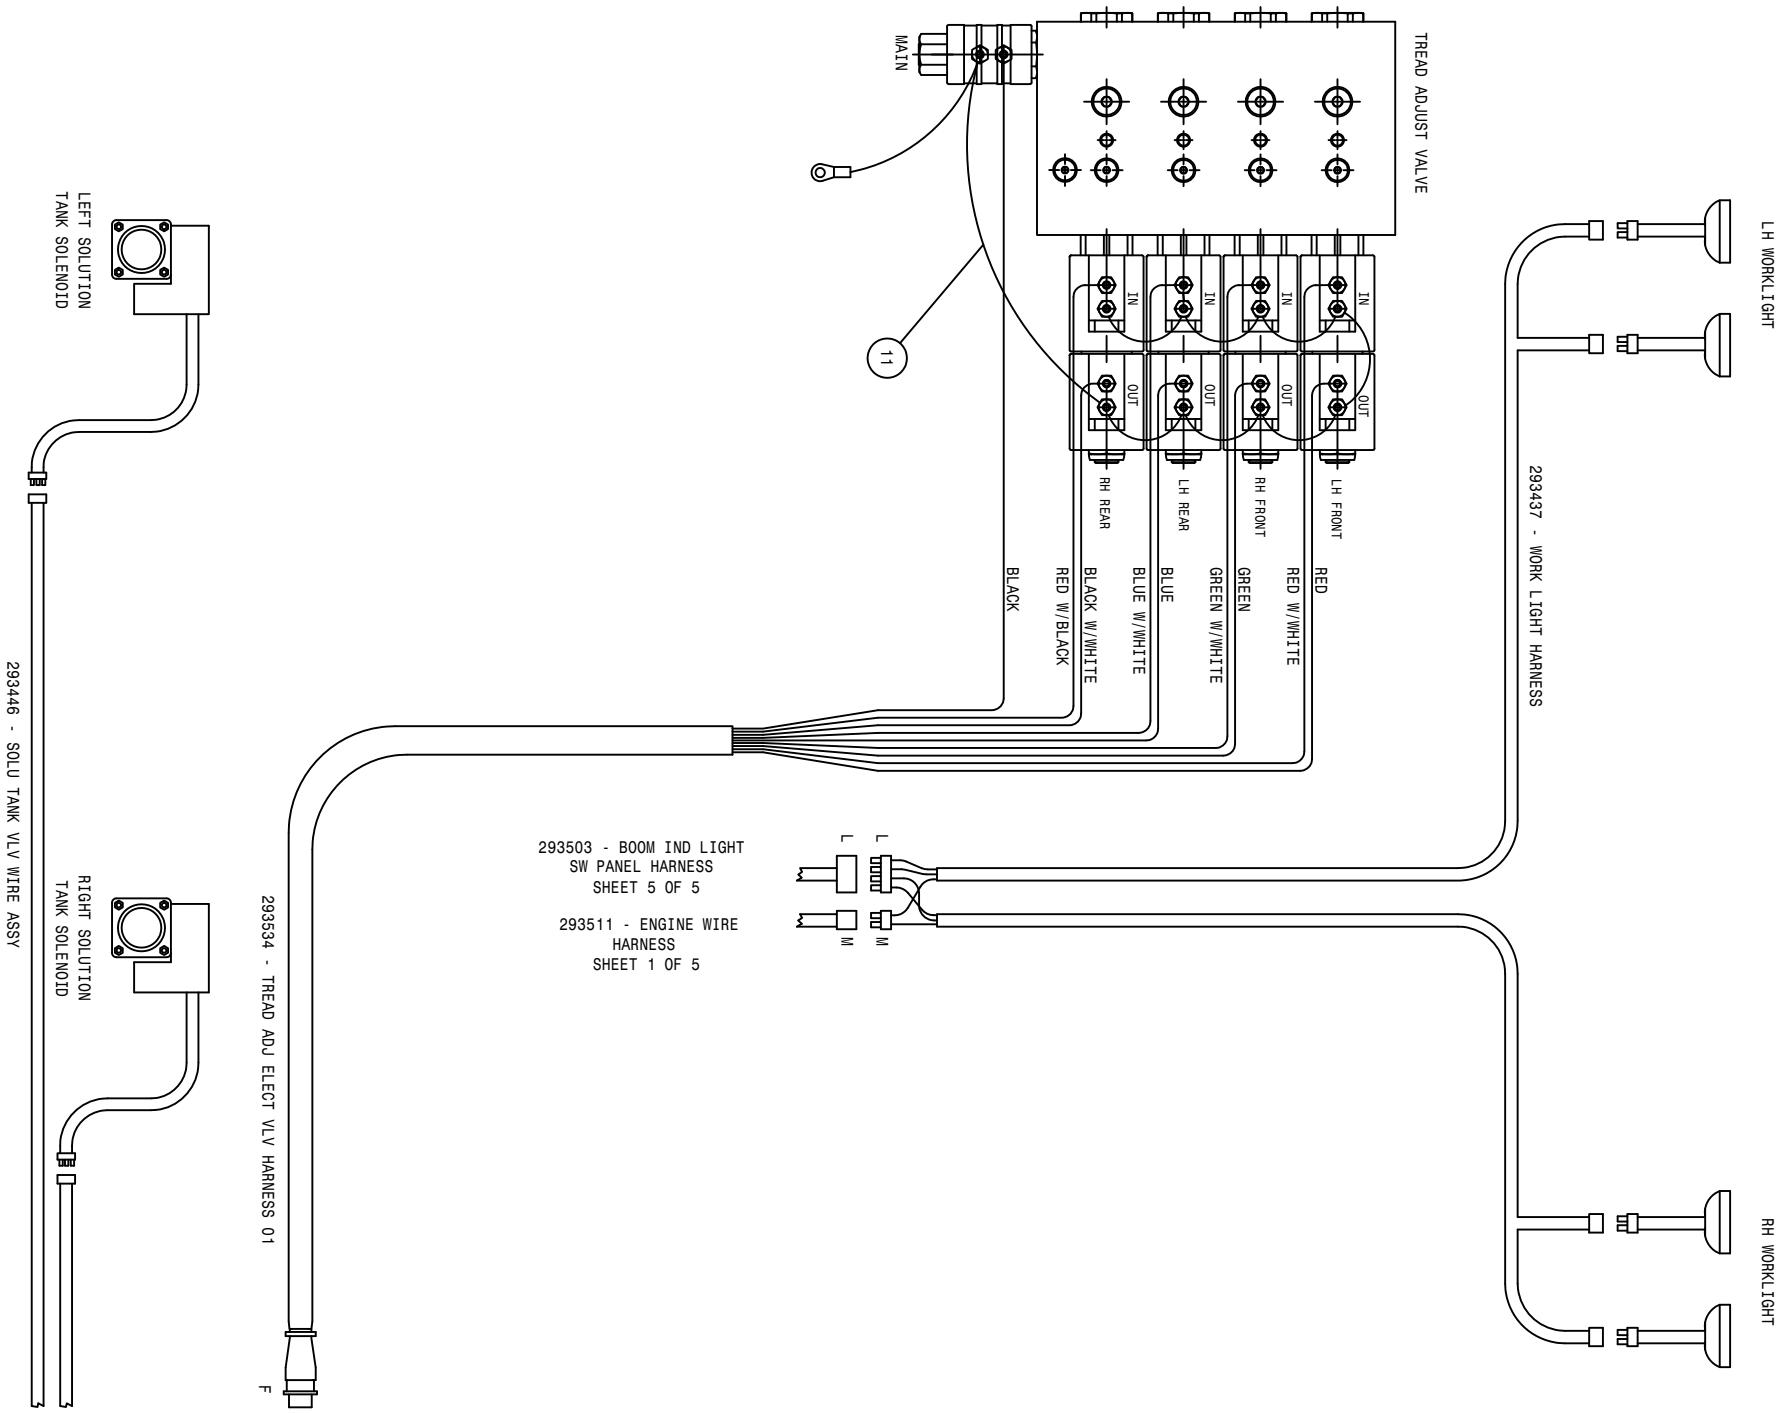 TREAD ADJUST VALVE
MAIN
11
IN
IN
IN
IN
OUT
OUT
OUT
OUT
RH REAR
LH REAR
RH FRONT
LH FRONT
BLACK
RED W/BLACK
BLACK W/WHITE
BLUE W/WHITE
BLUE
GREEN W/WHITE
GREEN
RED W/WHITE
RED
LH WORKLIGHT
293437 - WORK LIGHT HARNESS
RH WORKLIGHT
LEFT SOLUTION
TANK SOLENOID
293446 - SOLU TANK VLV WIRE ASSY
RIGHT SOLUTION
TANK SOLENOID
293534 - TREAD ADJ ELECT VLV HARNESS 01
F
293503 - BOOM IND LIGHT
SW PANEL HARNESS
SHEET 5 OF 5
293511 - ENGINE WIRE
HARNESS
SHEET 1 OF 5
L
L
M
M